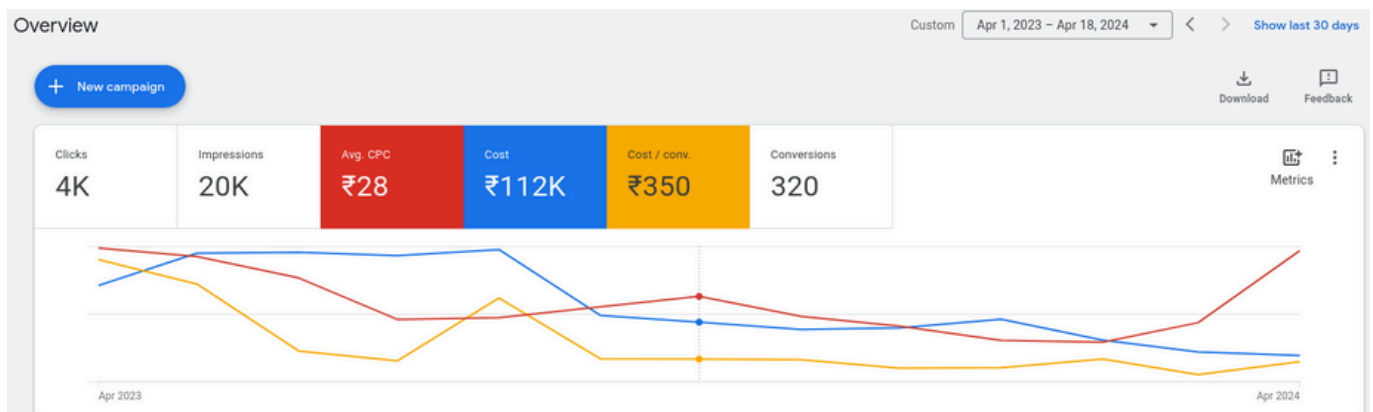 Overview
Custom Apr 1, 2023 – Apr 18, 2024 Show last 30 days
New campaign
Download Feedback
Clicks Impressions Avg. CPC Cost Cost / conv. Conversions
4K 20K ₹28 ₹112K ₹350 320
Metrics
Apr 2023 Apr 2024